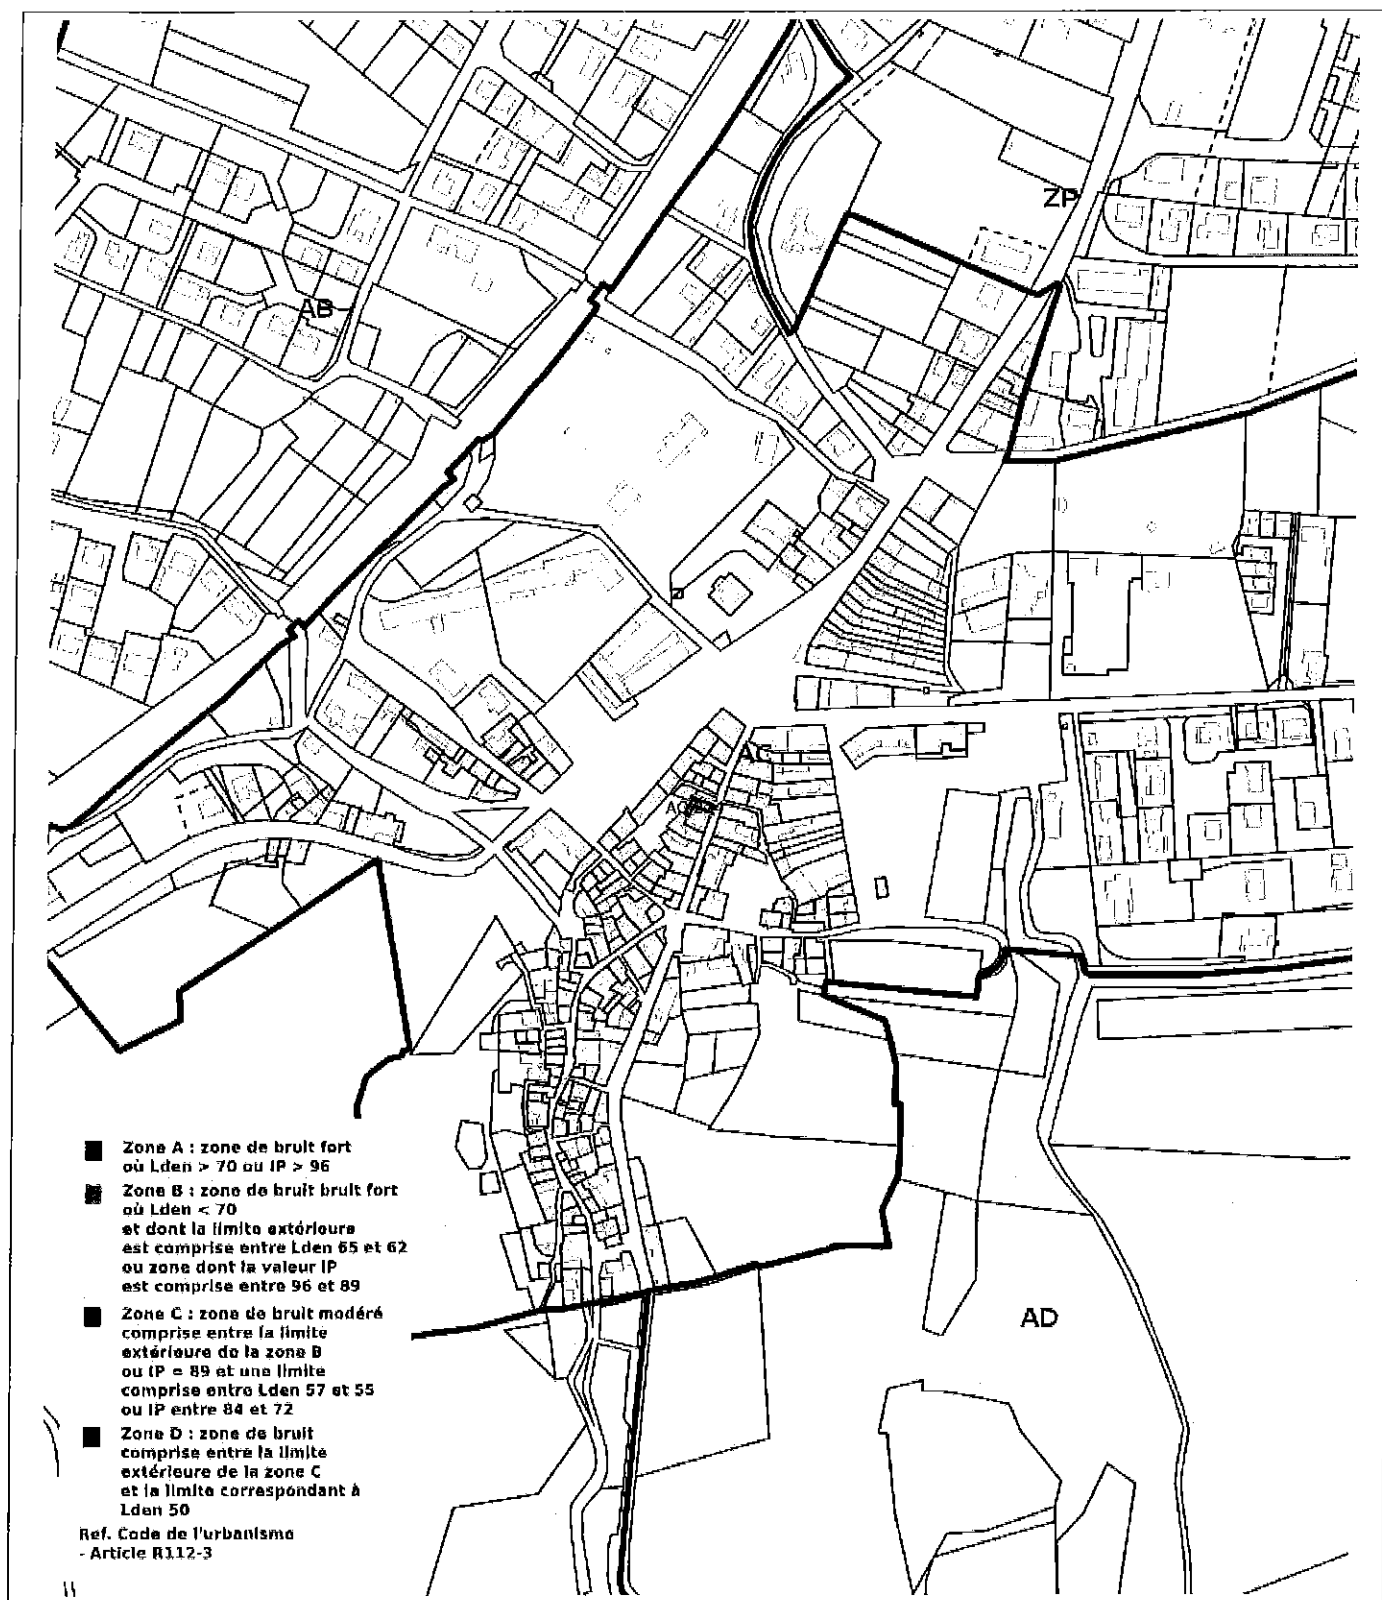 ZP
AB
AC
Zone A : zone de bruit fort
où Lden > 70 ou IP > 96
Zone B : zone de bruit bruit fort
où Lden < 70
et dont la limite extérieure
est comprise entre Lden 65 et 62
ou zone dont la valeur IP
est comprise entre 96 et 89
Zone C : zone de bruit modéré
comprise entre la limite
extérieure de la zone B
ou IP = 89 et une limite
comprise entre Lden 57 et 55
ou IP entre 84 et 72
AD
Zone D : zone de bruit
comprise entre la limite
extérieure de la zone C
et la limite correspondant à
Lden 50
Ref. Code de l'urbanisme
- Article R112-3